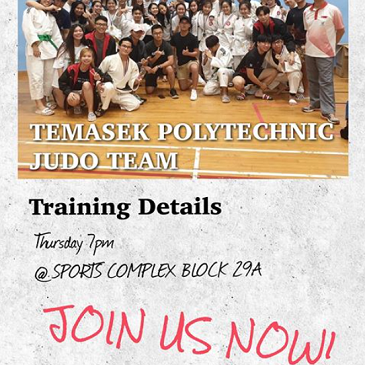 TEMASEK POLYTECHNIC
JUDO TEAM
Training Details
Thursday 7pm
@ SPORTS COMPLEX BLOCK 29A
JOIN US NOW!